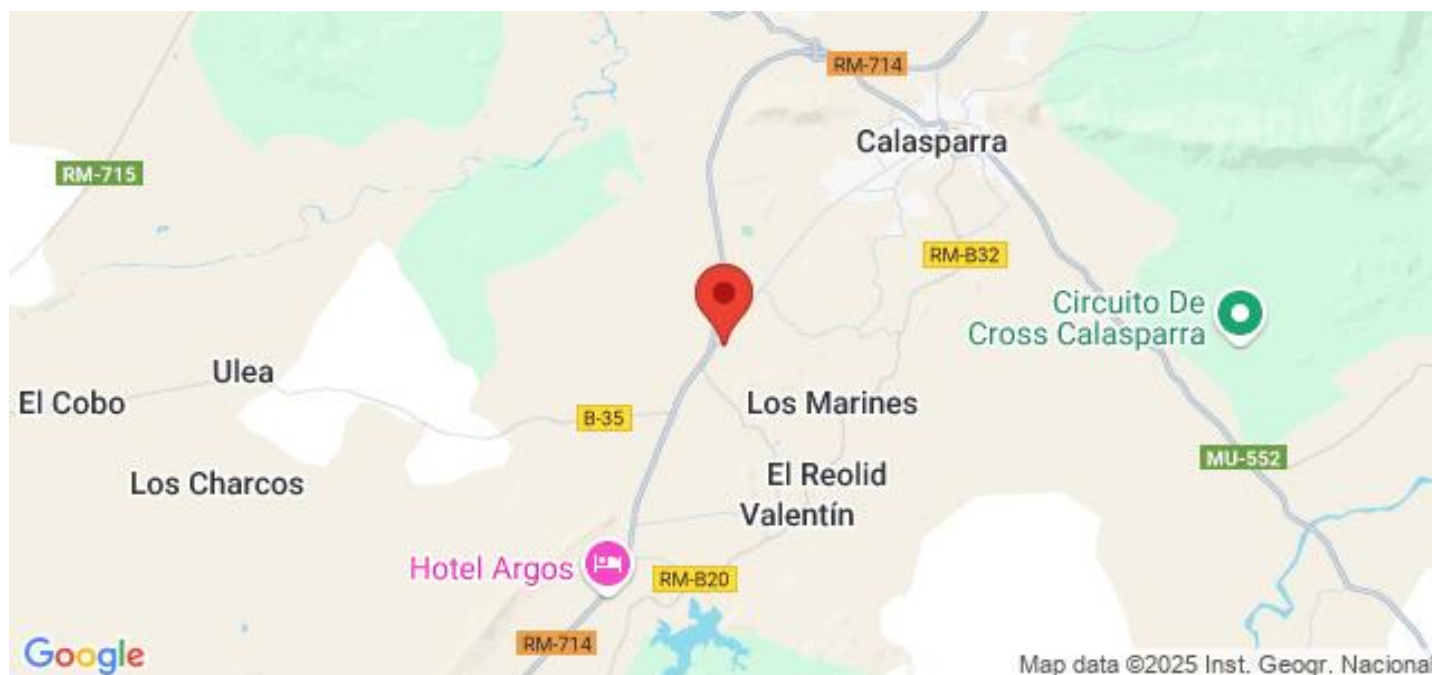 RM-714
Calasparra
RM-715
RM-B32
Circuito De
Cross Calasparra
Ulea
El Cobo
B-35
Los Marines
MU-552
El Reolid
Los Charcos
Valentín
Hotel Argos
RM-B20
RM-714
Google
Map data ©2025 Inst. Geogr. Nacional